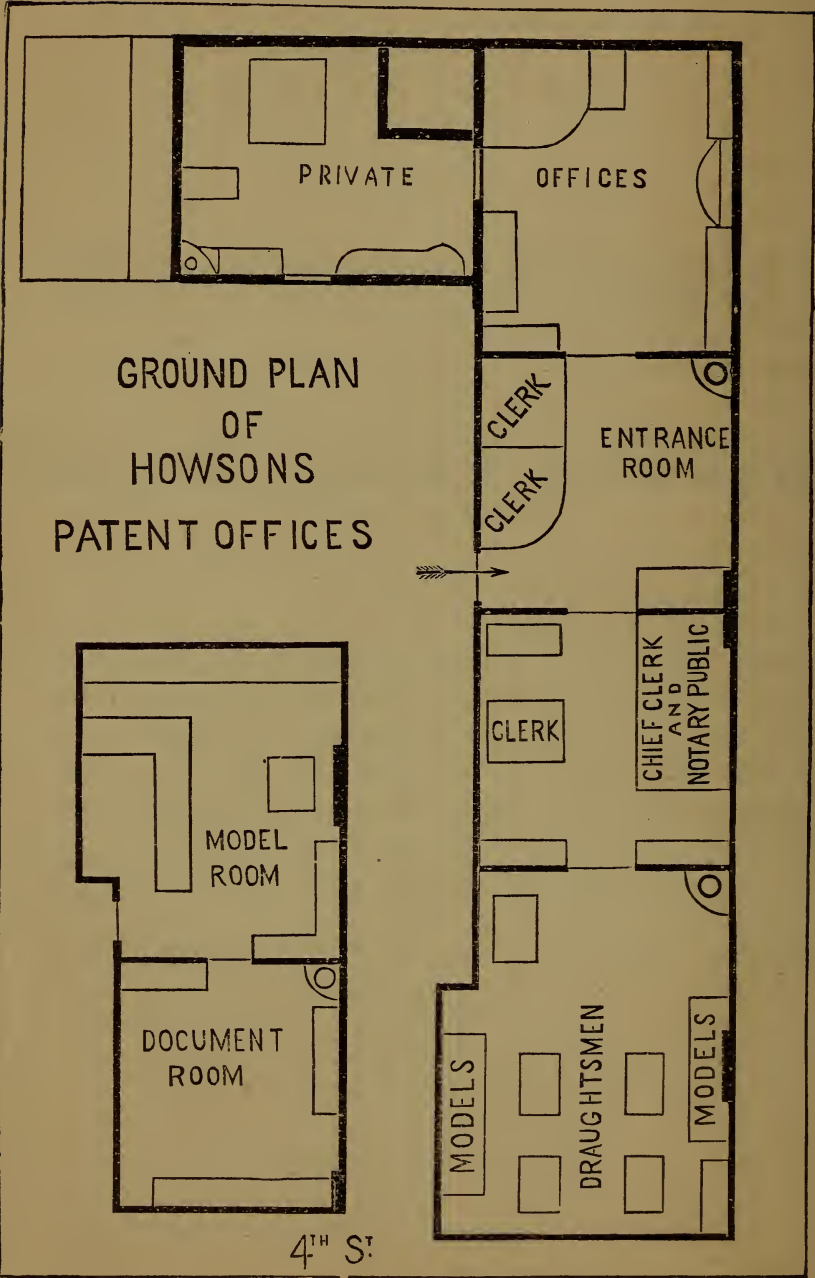 PRIVATE
OFFICES
GROUND PLAN
OF
HOWSONS
PATENT OFFICES
CLERK
CLERK
ENTRANCE
ROOM
CLERK
CHIEF CLERK
AND
NOTARY PUBLIC
MODEL
ROOM
DOCUMENT
ROOM
MODELS
DRAUGHTSMEN
MODELS
4TH ST.